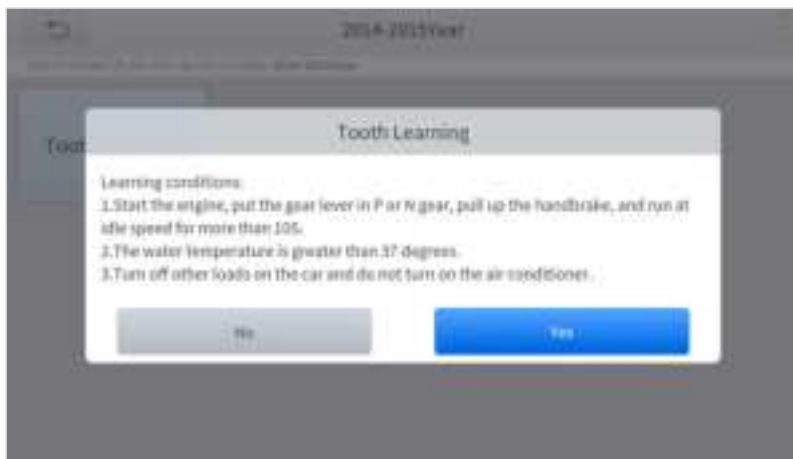 2014-2015Year
Toot
Tooth Learning
Learning conditions:
1.Start the engine, put the gear lever in P or N gear, pull up the handbrake, and run at
idle speed for more than 10S.
2.The water temperature is greater than 37 degrees.
3.Turn off other loads on the car and do not turn on the air conditioner.
No
Yes